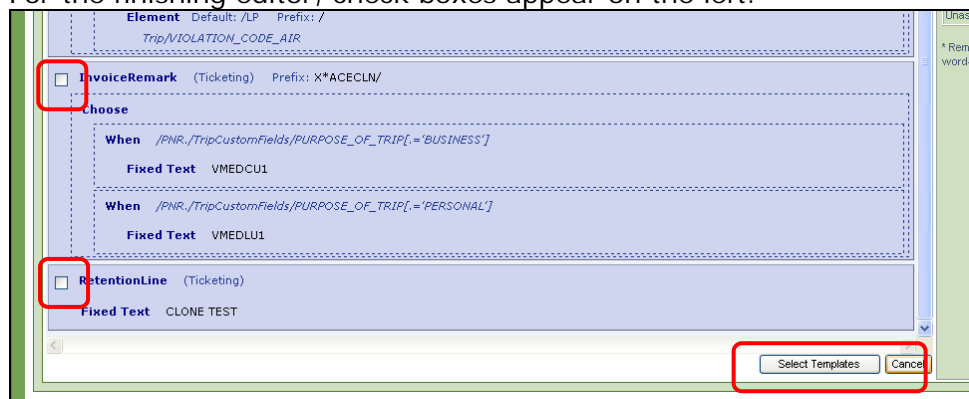 For the finishing editor, check boxes appear on the left.
Element Default: /LP Prefix: /
Trip/VIOLATION_CODE_AIR
InvoiceRemark (Ticketing) Prefix: X*ACECLN/
Choose
When /PNR./TripCustomFields/PURPOSE_OF_TRIP[.='BUSINESS']
Fixed Text VMEDCU1
When /PNR./TripCustomFields/PURPOSE_OF_TRIP[.='PERSONAL']
Fixed Text VMEDLU1
RetentionLine (Ticketing)
Fixed Text CLONE TEST
Select Templates Cancel